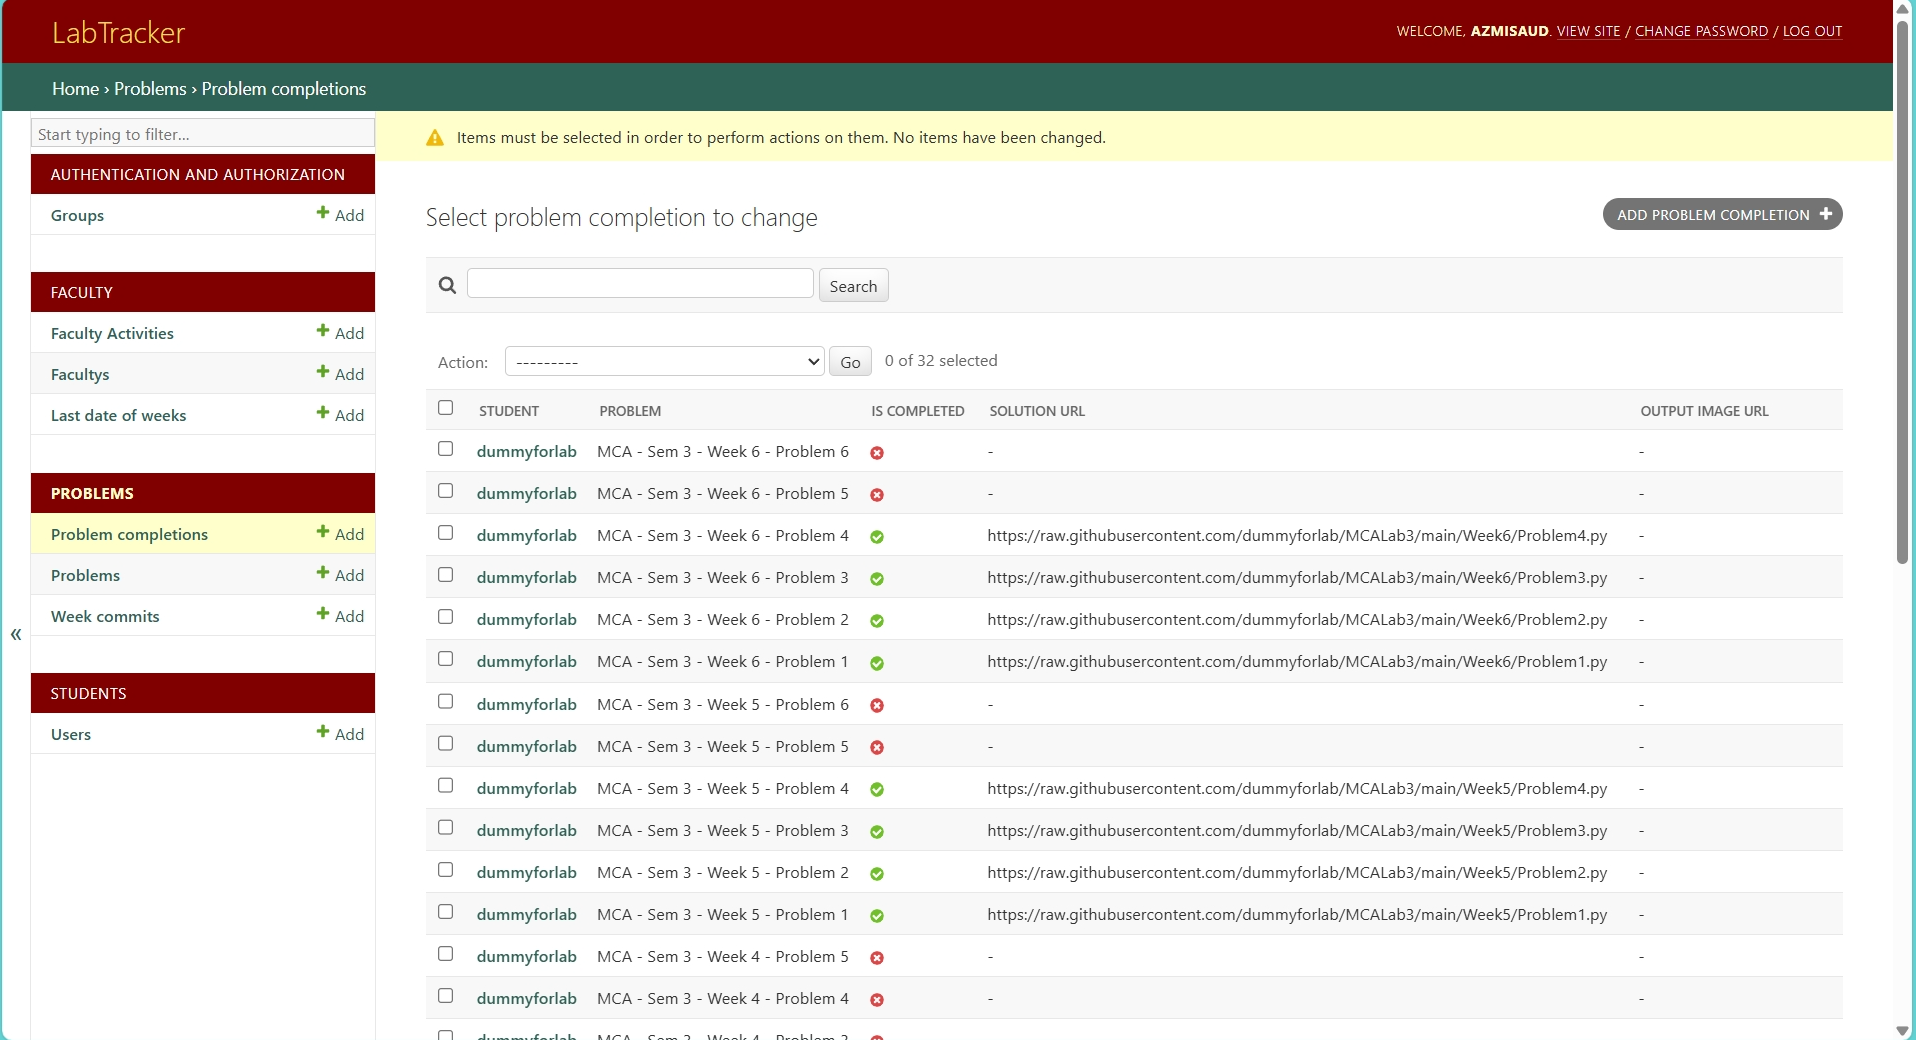 LabTracker
WELCOME, AZMISAUD. VIEW SITE / CHANGE PASSWORD / LOG OUT
Home › Problems › Problem completions
Start typing to filter...
AUTHENTICATION AND AUTHORIZATION
Groups + Add
FACULTY
Faculty Activities + Add
Facultys + Add
Last date of weeks + Add
PROBLEMS
Problem completions + Add
Problems + Add
Week commits + Add
«
STUDENTS
Users + Add
Items must be selected in order to perform actions on them. No items have been changed.
Select problem completion to change
ADD PROBLEM COMPLETION +
Search
Action: --------- Go 0 of 32 selected
STUDENT PROBLEM IS COMPLETED SOLUTION URL OUTPUT IMAGE URL
dummyforlab MCA - Sem 3 - Week 6 - Problem 6 - -
dummyforlab MCA - Sem 3 - Week 6 - Problem 5 - -
dummyforlab MCA - Sem 3 - Week 6 - Problem 4 https://raw.githubusercontent.com/dummyforlab/MCALab3/main/Week6/Problem4.py -
dummyforlab MCA - Sem 3 - Week 6 - Problem 3 https://raw.githubusercontent.com/dummyforlab/MCALab3/main/Week6/Problem3.py -
dummyforlab MCA - Sem 3 - Week 6 - Problem 2 https://raw.githubusercontent.com/dummyforlab/MCALab3/main/Week6/Problem2.py -
dummyforlab MCA - Sem 3 - Week 6 - Problem 1 https://raw.githubusercontent.com/dummyforlab/MCALab3/main/Week6/Problem1.py -
dummyforlab MCA - Sem 3 - Week 5 - Problem 6 - -
dummyforlab MCA - Sem 3 - Week 5 - Problem 5 - -
dummyforlab MCA - Sem 3 - Week 5 - Problem 4 https://raw.githubusercontent.com/dummyforlab/MCALab3/main/Week5/Problem4.py -
dummyforlab MCA - Sem 3 - Week 5 - Problem 3 https://raw.githubusercontent.com/dummyforlab/MCALab3/main/Week5/Problem3.py -
dummyforlab MCA - Sem 3 - Week 5 - Problem 2 https://raw.githubusercontent.com/dummyforlab/MCALab3/main/Week5/Problem2.py -
dummyforlab MCA - Sem 3 - Week 5 - Problem 1 https://raw.githubusercontent.com/dummyforlab/MCALab3/main/Week5/Problem1.py -
dummyforlab MCA - Sem 3 - Week 4 - Problem 5 - -
dummyforlab MCA - Sem 3 - Week 4 - Problem 4 - -
dummyforlab MCA - Sem 3 - Week 4 - Problem